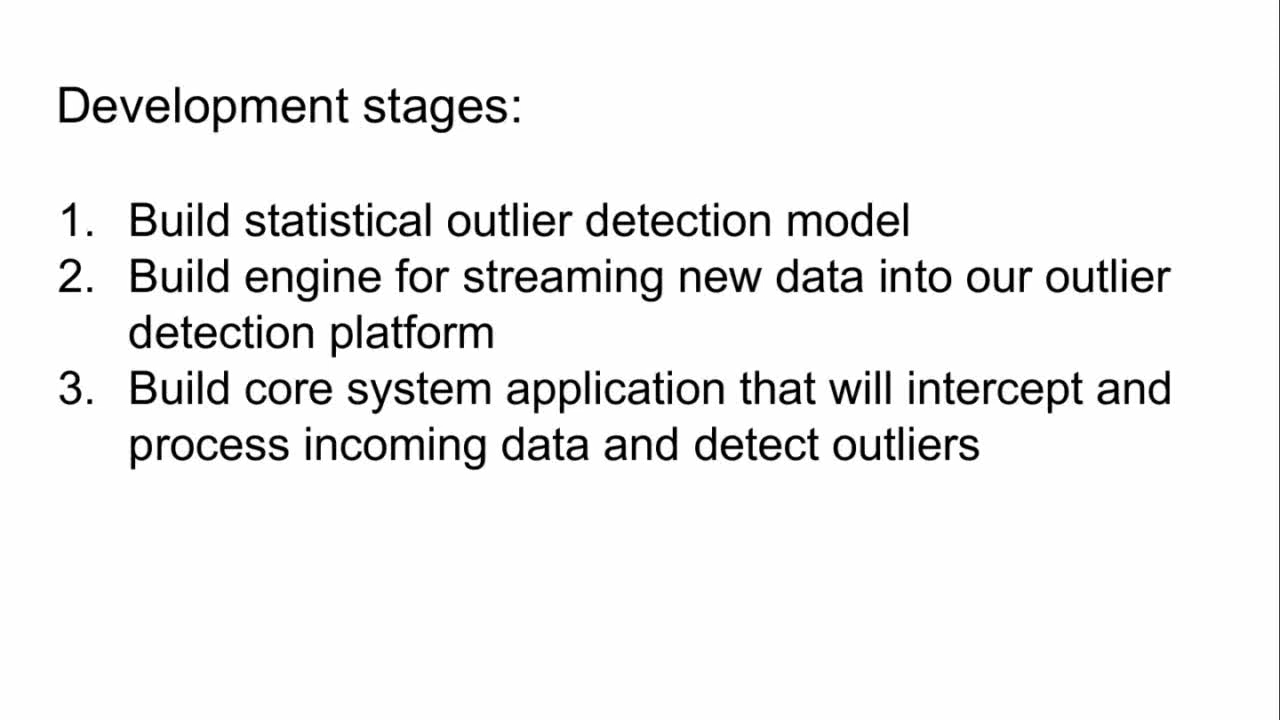 Development stages:
1. Build statistical outlier detection model
2. Build engine for streaming new data into our outlier
detection platform
3. Build core system application that will intercept and
process incoming data and detect outliers